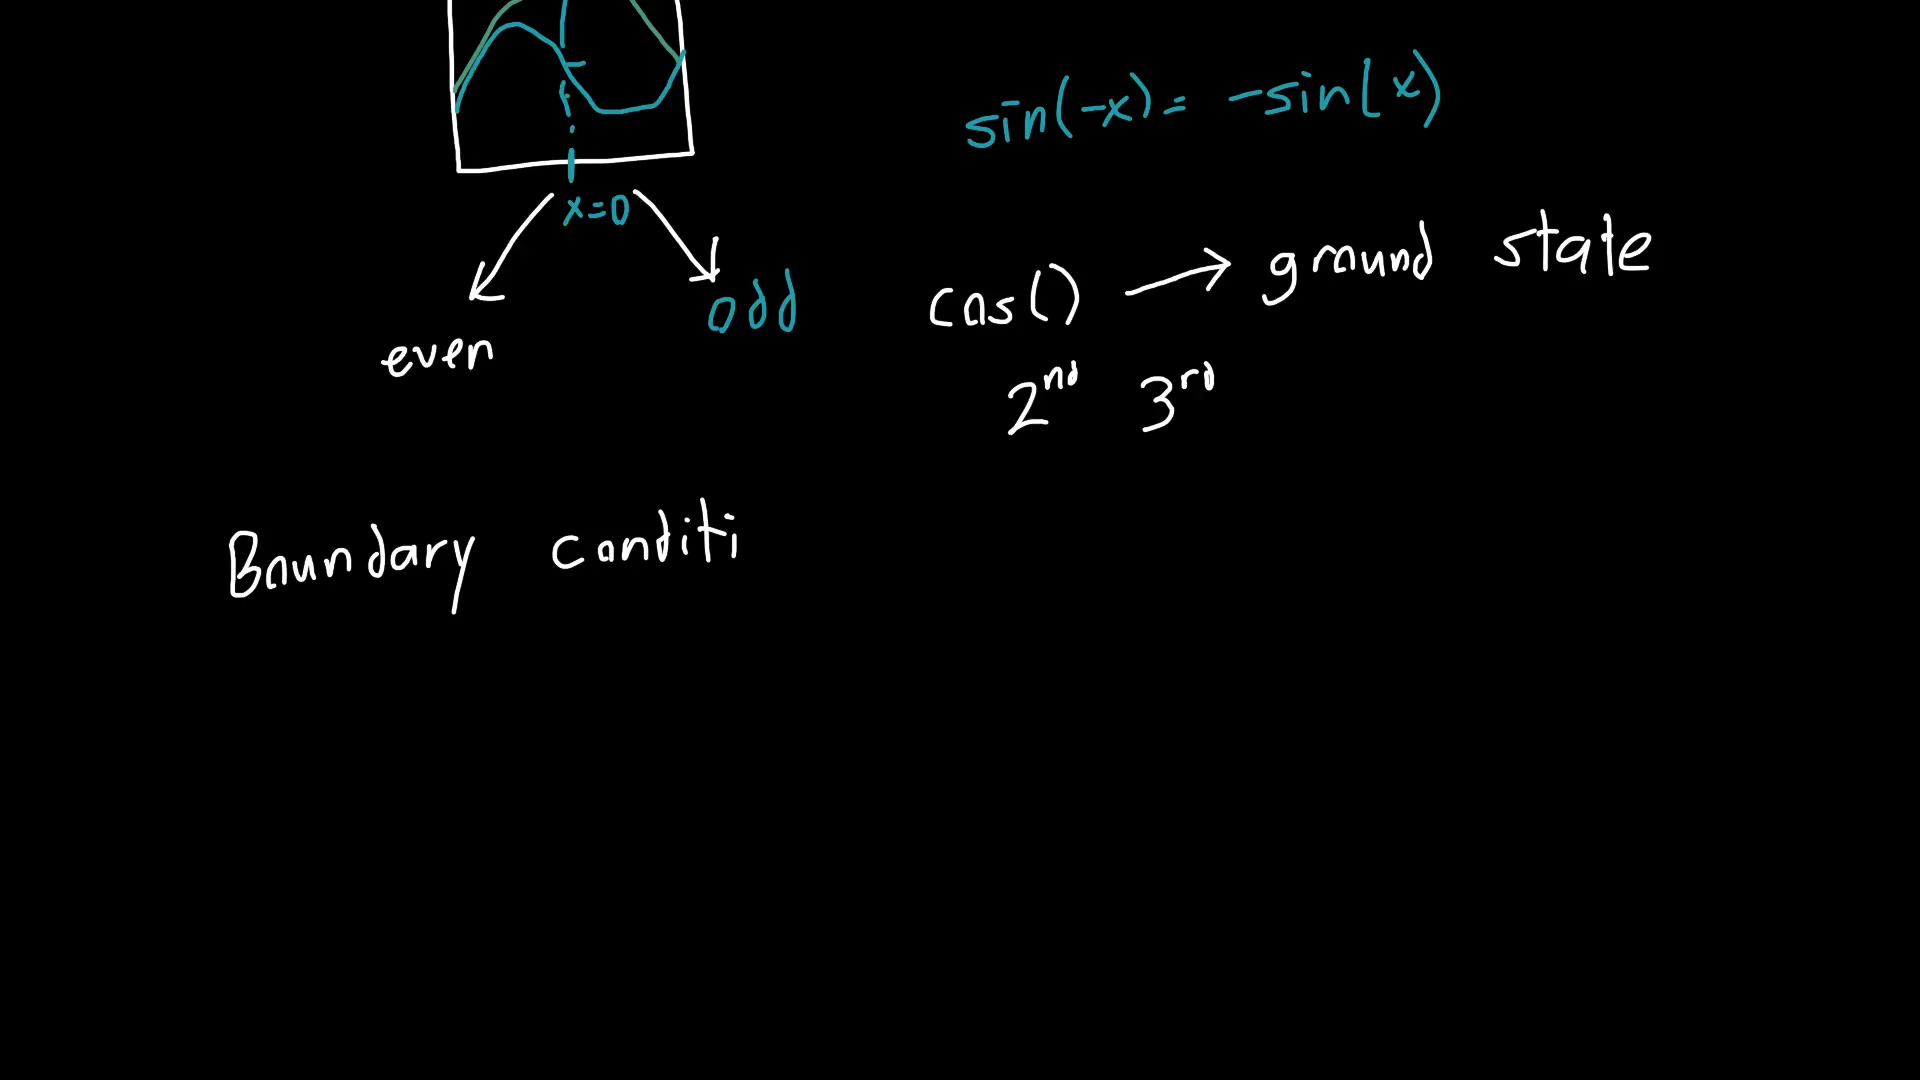 sin(-x) = -sin(x)
x=0
cos() → ground state
odd
even
2nd 3rd
Boundary conditi